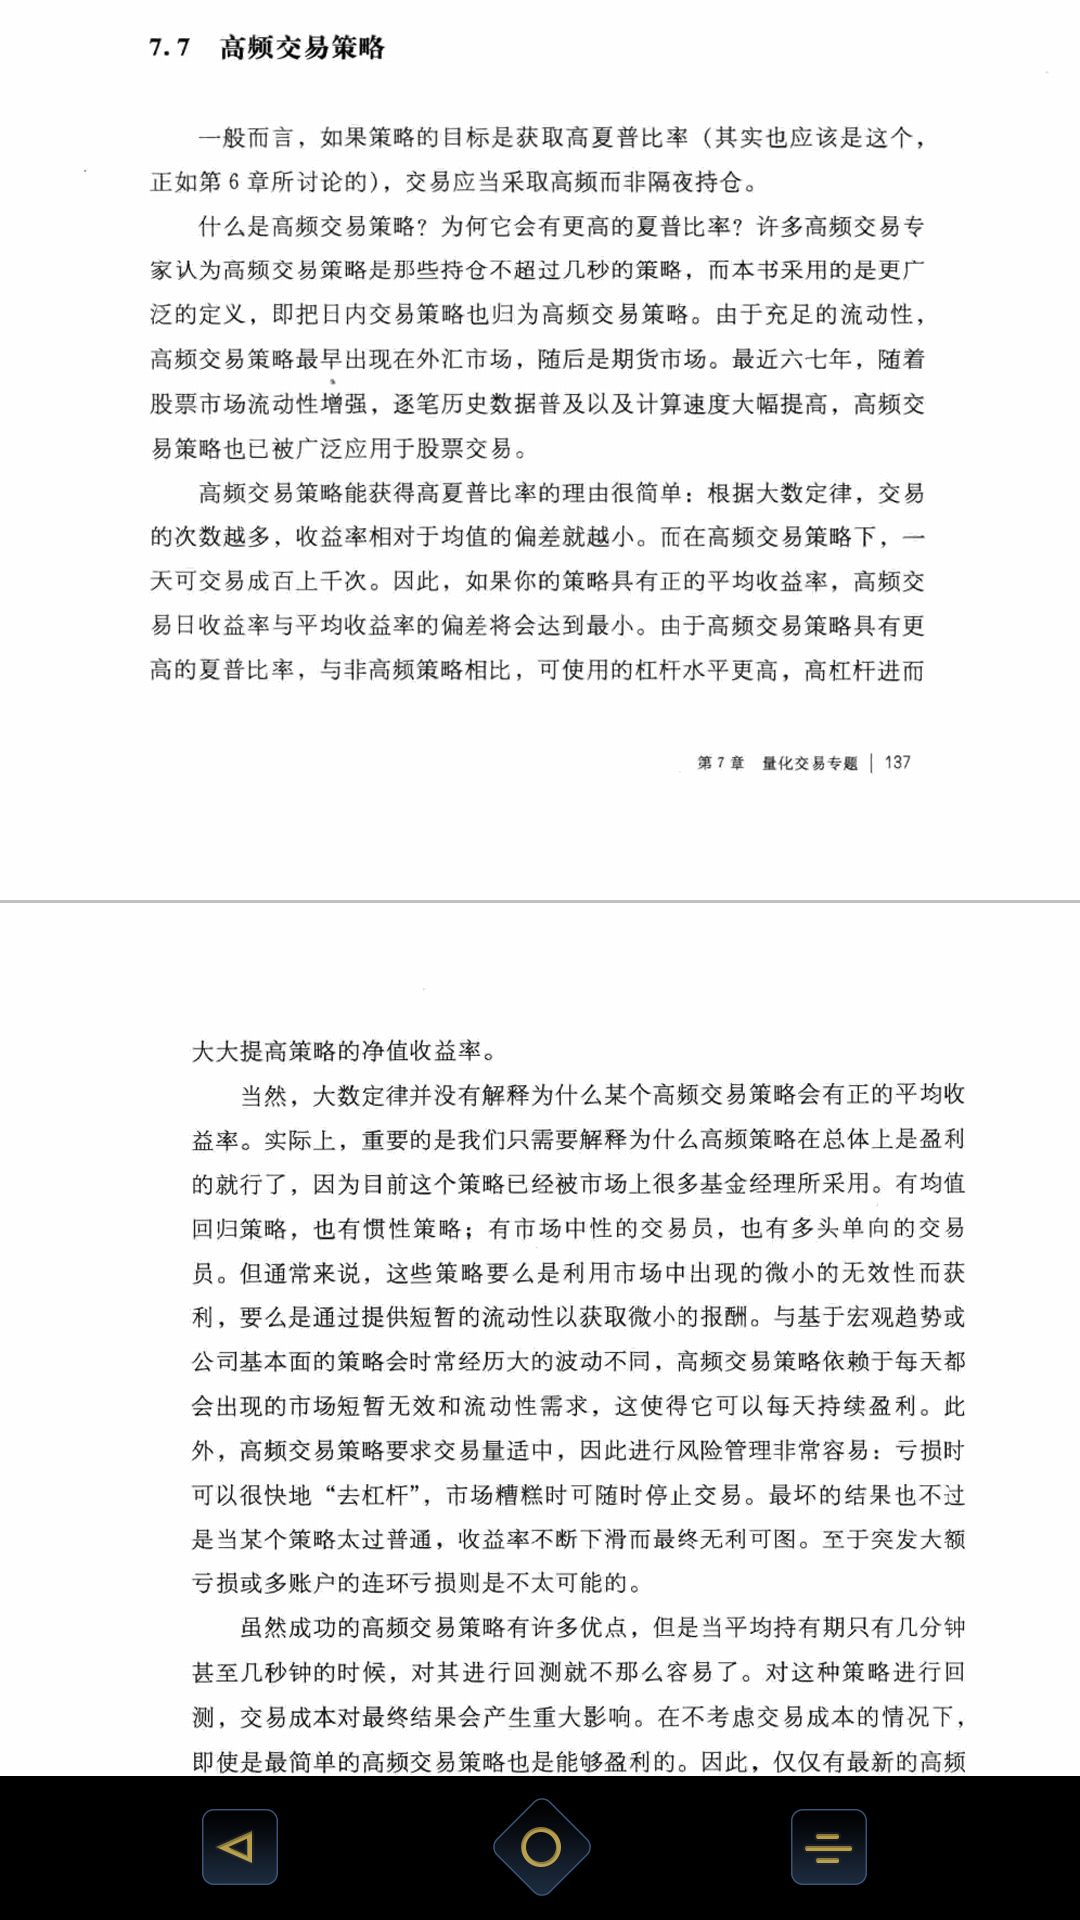 7.7 高频交易策略
一般而言，如果策略的目标是获取高夏普比率（其实也应该是这个，
正如第 6 章所讨论的），交易应当采取高频而非隔夜持仓。
什么是高频交易策略？为何它会有更高的夏普比率？许多高频交易专
家认为高频交易策略是那些持仓不超过几秒的策略，而本书采用的是更广
泛的定义，即把日内交易策略也归为高频交易策略。由于充足的流动性，
高频交易策略最早出现在外汇市场，随后是期货市场。最近六七年，随着
股票市场流动性增强，逐笔历史数据普及以及计算速度大幅提高，高频交
易策略也已被广泛应用于股票交易。
高频交易策略能获得高夏普比率的理由很简单：根据大数定律，交易
的次数越多，收益率相对于均值的偏差就越小。而在高频交易策略下，一
天可交易成百上千次。因此，如果你的策略具有正的平均收益率，高频交
易日收益率与平均收益率的偏差将会达到最小。由于高频交易策略具有更
高的夏普比率，与非高频策略相比，可使用的杠杆水平更高，高杠杆进而
第 7 章 量化交易专题 | 137
大大提高策略的净值收益率。
当然，大数定律并没有解释为什么某个高频交易策略会有正的平均收
益率。实际上，重要的是我们只需要解释为什么高频策略在总体上是盈利
的就行了，因为目前这个策略已经被市场上很多基金经理所采用。有均值
回归策略，也有惯性策略；有市场中性的交易员，也有多头单向的交易
员。但通常来说，这些策略要么是利用市场中出现的微小的无效性而获
利，要么是通过提供短暂的流动性以获取微小的报酬。与基于宏观趋势或
公司基本面的策略会时常经历大的波动不同，高频交易策略依赖于每天都
会出现的市场短暂无效和流动性需求，这使得它可以每天持续盈利。此
外，高频交易策略要求交易量适中，因此进行风险管理非常容易：亏损时
可以很快地“去杠杆”，市场糟糕时可随时停止交易。最坏的结果也不过
是当某个策略太过普通，收益率不断下滑而最终无利可图。至于突发大额
亏损或多账户的连环亏损则是不太可能的。
虽然成功的高频交易策略有许多优点，但是当平均持有期只有几分钟
甚至几秒钟的时候，对其进行回测就不那么容易了。对这种策略进行回
测，交易成本对最终结果会产生重大影响。在不考虑交易成本的情况下，
即使是最简单的高频交易策略也是能够盈利的。因此，仅仅有最新的高频